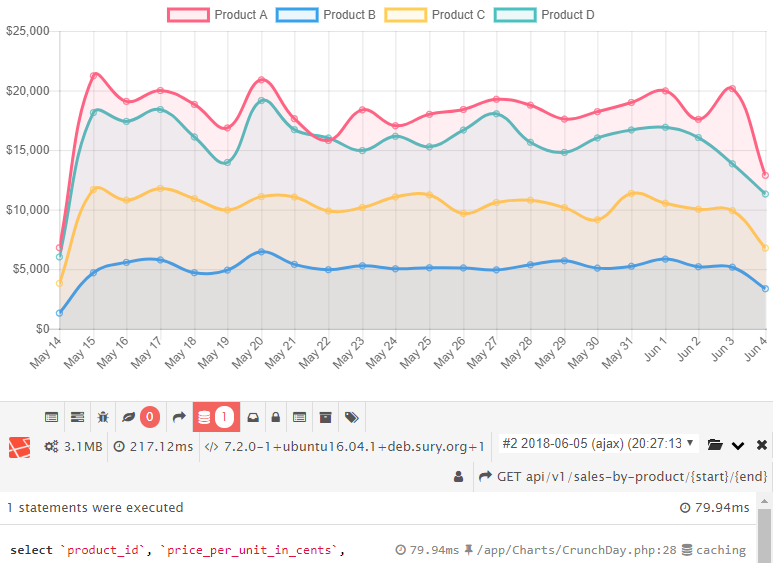 Product A Product B Product C Product D
$25,000
$20,000
$15,000
$10,000
$5,000
$0
May 14 May 15 May 16 May 17 May 18 May 19 May 20 May 21 May 22 May 23 May 24 May 25 May 26 May 27 May 28 May 29 May 30 May 31 Jun 1 Jun 2 Jun 3 Jun 4
0 1
3.1MB 217.12ms 7.2.0-1+ubuntu16.04.1+deb.sury.org+1 #2 2018-06-05 (ajax) (20:27:13
GET api/v1/sales-by-product/{start}/{end}
1 statements were executed 79.94ms
select `product_id`, `price_per_unit_in_cents`, 79.94ms /app/Charts/CrunchDay.php:28 caching